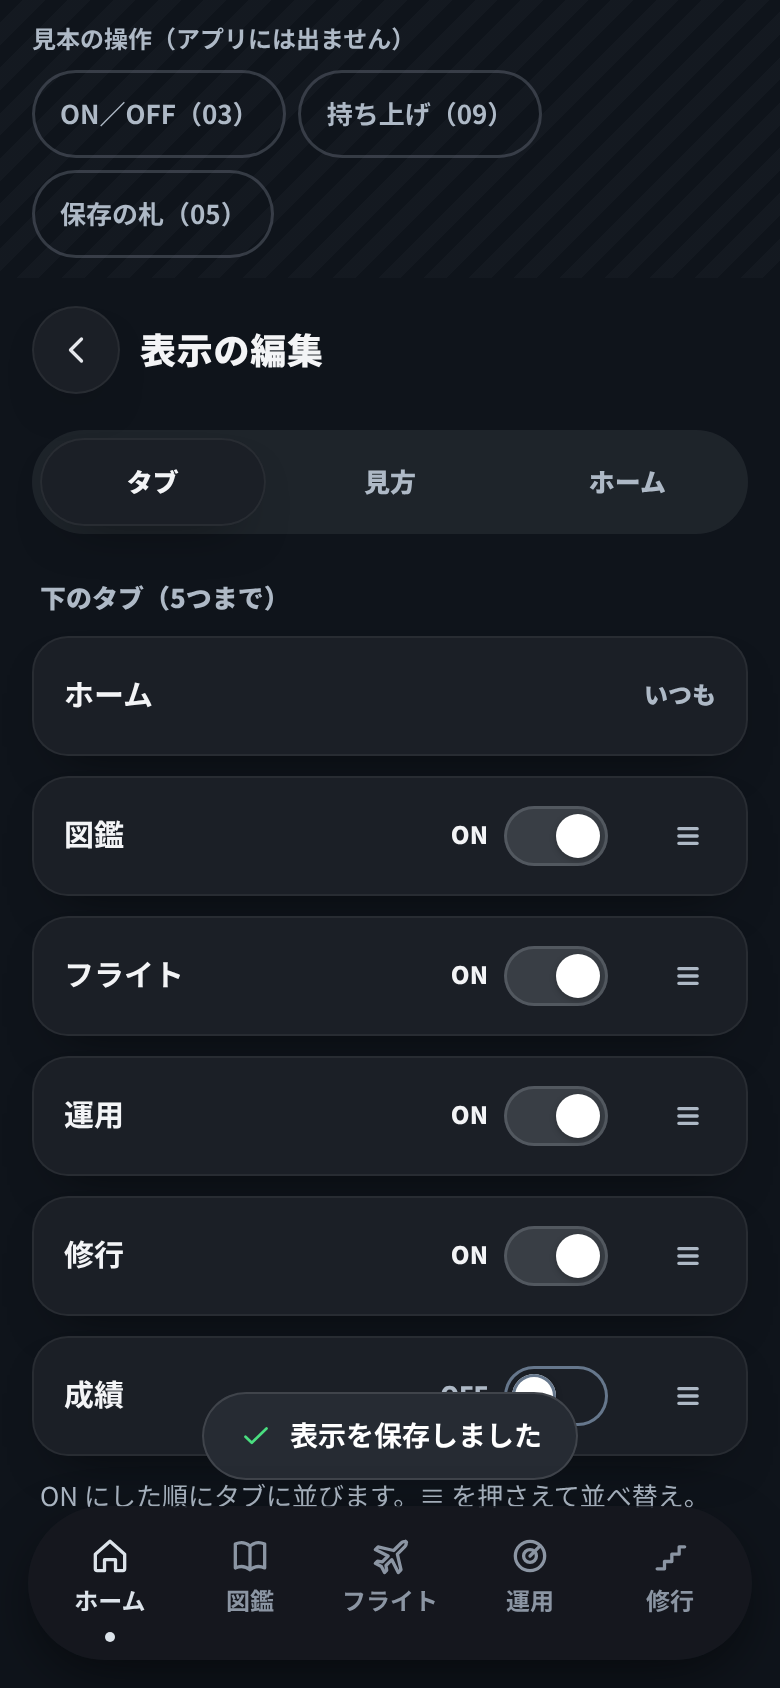 見本の操作（アプリには出ません）
ON／OFF（03）
持ち上げ（09）
保存の札（05）
表示の編集
タブ
見方
ホーム
下のタブ（5つまで）
ホーム
いつも
図鑑
ON
フライト
ON
運用
ON
修行
ON
成績
OFF
表示を保存しました
ON にした順にタブに並びます。≡ を押さえて並べ替え。
ホーム
図鑑
フライト
運用
修行